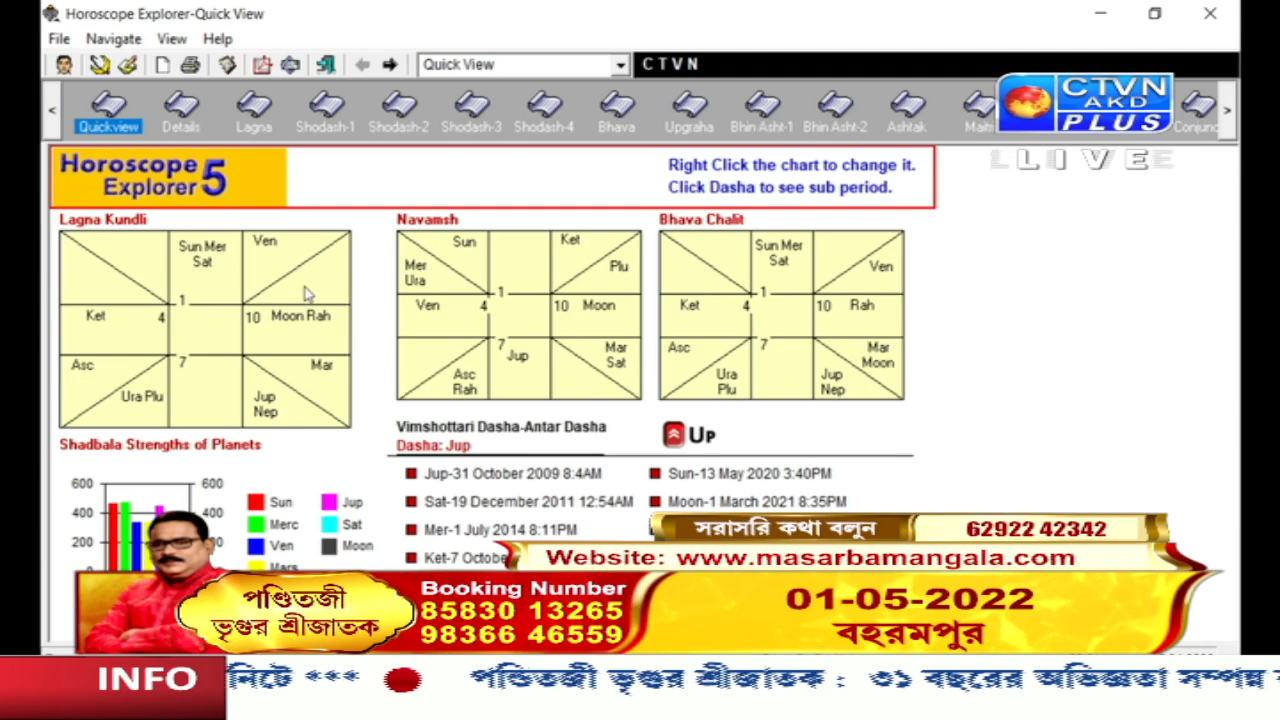 Horoscope Explorer-Quick View
File Navigate View Help
Quick View
CTVN
Quickview Details Lagna Shodash-1 Shodash-2 Shodash-3 Shodash-4 Bhava Upgraha Bhin Asht-1 Bhin Asht-2 Ashtak
CTVN
AKD
PLUS
LIVE
Horoscope
Explorer 5
Right Click the chart to change it.
Click Dasha to see sub period.
Lagna Kundli
Sun Mer
Sat
Ven
1
Ket
4
10
Moon Rah
Asc
7
Mar
Ura Plu
Jup
Nep
Navamsh
Sun
Ket
Mer
Ura
Plu
1
Ven
4
10
Moon
7
Jup
Mar
Sat
Asc
Rah
Bhava Chalit
Sun Mer
Sat
Ven
1
Ket
4
10
Rah
Asc
7
Mar
Moon
Ura
Plu
Jup
Nep
Shadbala Strengths of Planets
600
400
200
600
400
Sun
Merc
Ven
Mars
Jup
Sat
Moon
Vimshottari Dasha-Antar Dasha
Dasha: Jup
UP
Jup-31 October 2009 8:4AM
Sat-19 December 2011 12:54AM
Mer-1 July 2014 8:11PM
Ket-7 Octobe
Sun-13 May 2020 3:40PM
Moon-1 March 2021 8:35PM
সরাসরি কথা বলুন
62922 42342
Website: www.masarbamangala.com
পণ্ডিতজী
ভৃগুর শ্রীজাতক
Booking Number
85830 13265
98366 46559
01-05-2022
বহরমপুর
INFO
নিটে *** পণ্ডিতজী ভৃগুর শ্রীজাতক : ৩১ বছরের অভিজ্ঞতা সম্পন্ন